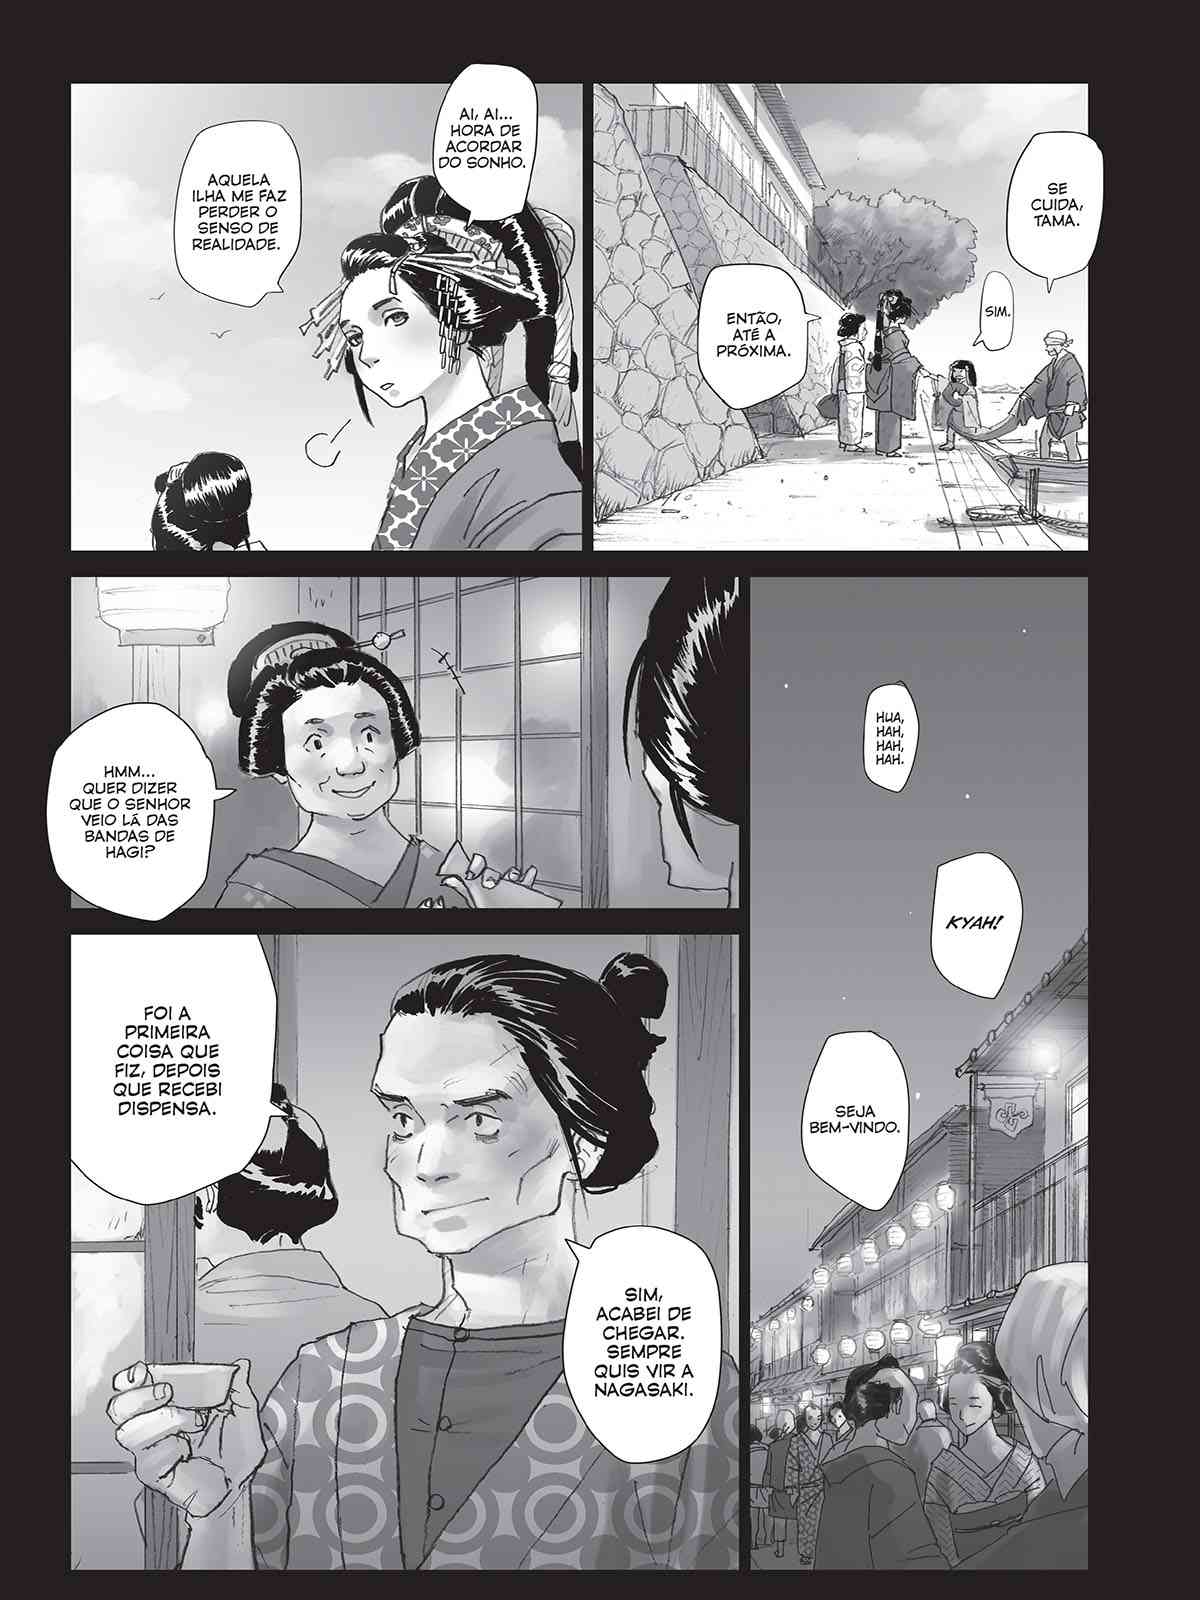 SE
CUIDA,
TAMA.
SIM.
ENTÃO,
ATÉ A
PRÓXIMA.
AI, AI...
HORA DE
ACORDAR
DO SONHO.
AQUELA
ILHA ME FAZ
PERDER O
SENSO DE
REALIDADE.
HUA,
HAH,
HAH,
HAH.
KYAH!
SEJA
BEM-VINDO.
HMM...
QUER DIZER
QUE O SENHOR
VEIO LÁ DAS
BANDAS DE
HAGI?
SIM,
ACABEI DE
CHEGAR.
SEMPRE
QUIS VIR A
NAGASAKI.
FOI A
PRIMEIRA
COISA QUE
FIZ, DEPOIS
QUE RECEBI
DISPENSA.